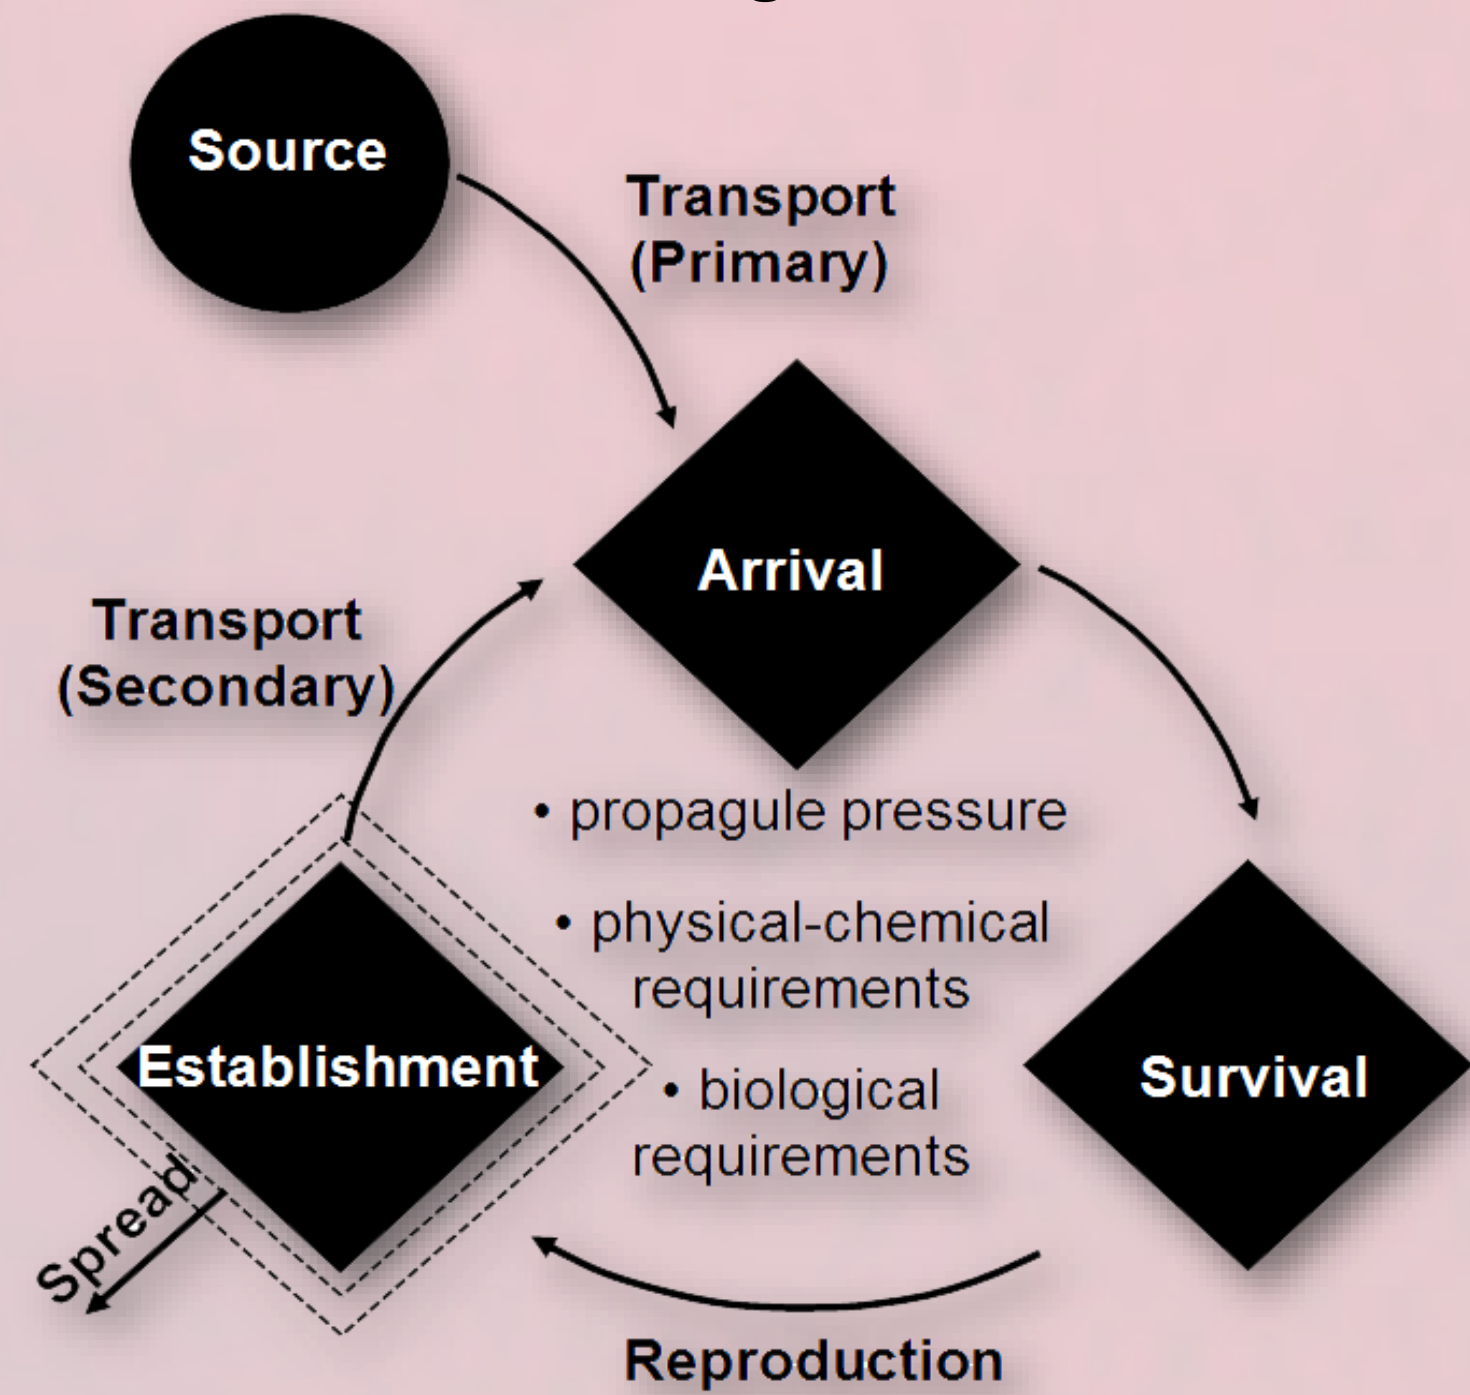 Source
Transport
(Primary)
Arrival
Transport
(Secondary)
• propagule pressure
• physical-chemical
requirements
• biological
requirements
Establishment
Survival
Spread
Reproduction